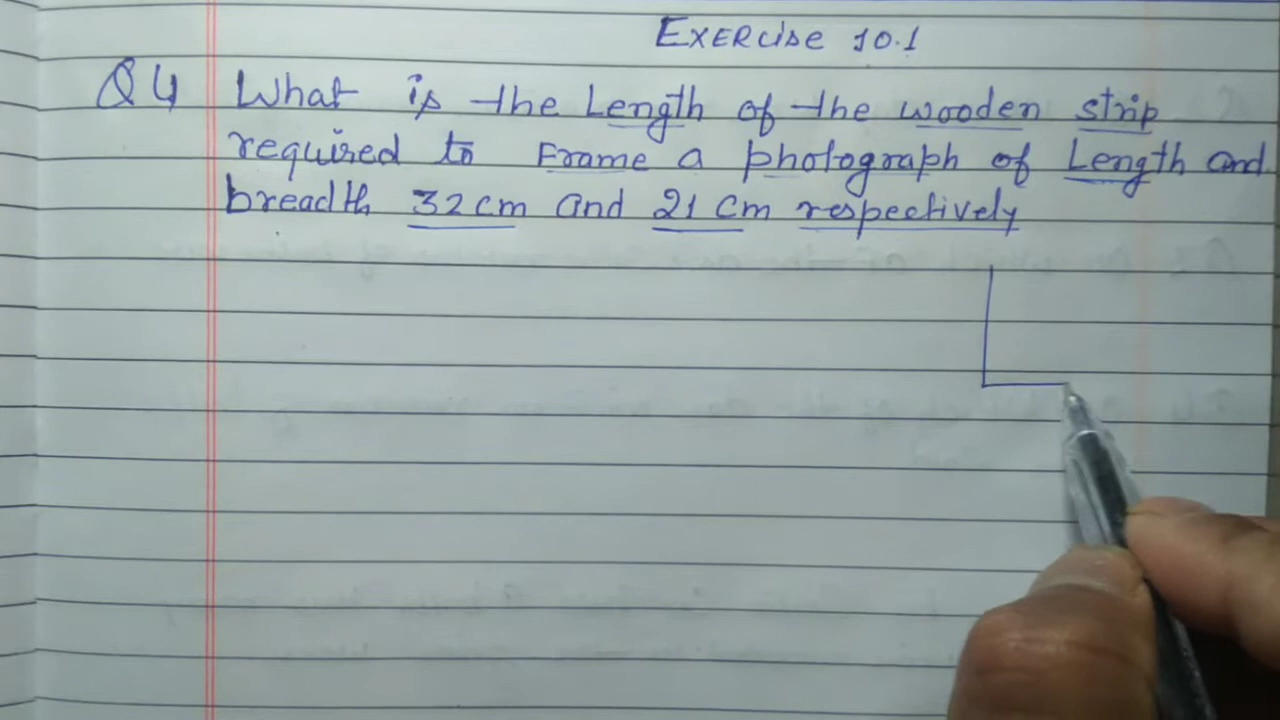 Exercise 10.1
Q4 What is the Length of the wooden strip
required to Frame a photograph of Length and
breadth 32 cm and 21 cm respectively